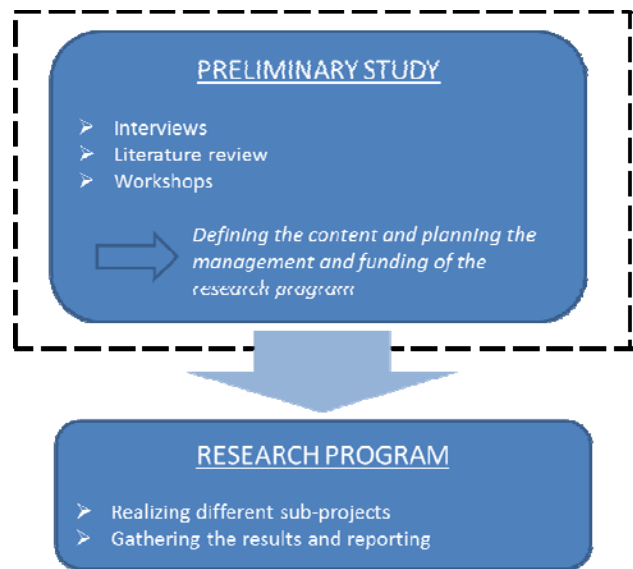 PRELIMINARY STUDY
➢ Interviews
➢ Literature review
➢ Workshops
Defining the content and planning the
management and funding of the
research program
RESEARCH PROGRAM
➢ Realizing different sub-projects
➢ Gathering the results and reporting